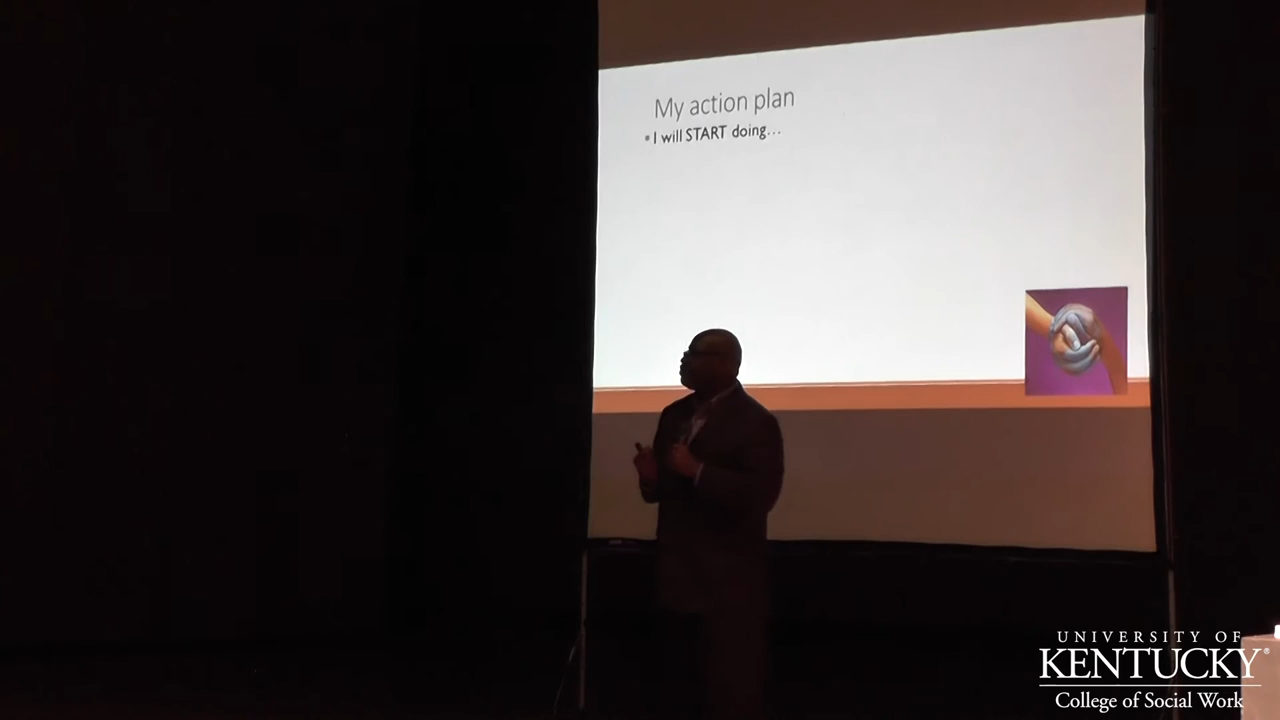 My action plan
• I will START doing...
UNIVERSITY OF
KENTUCKY®
College of Social Work